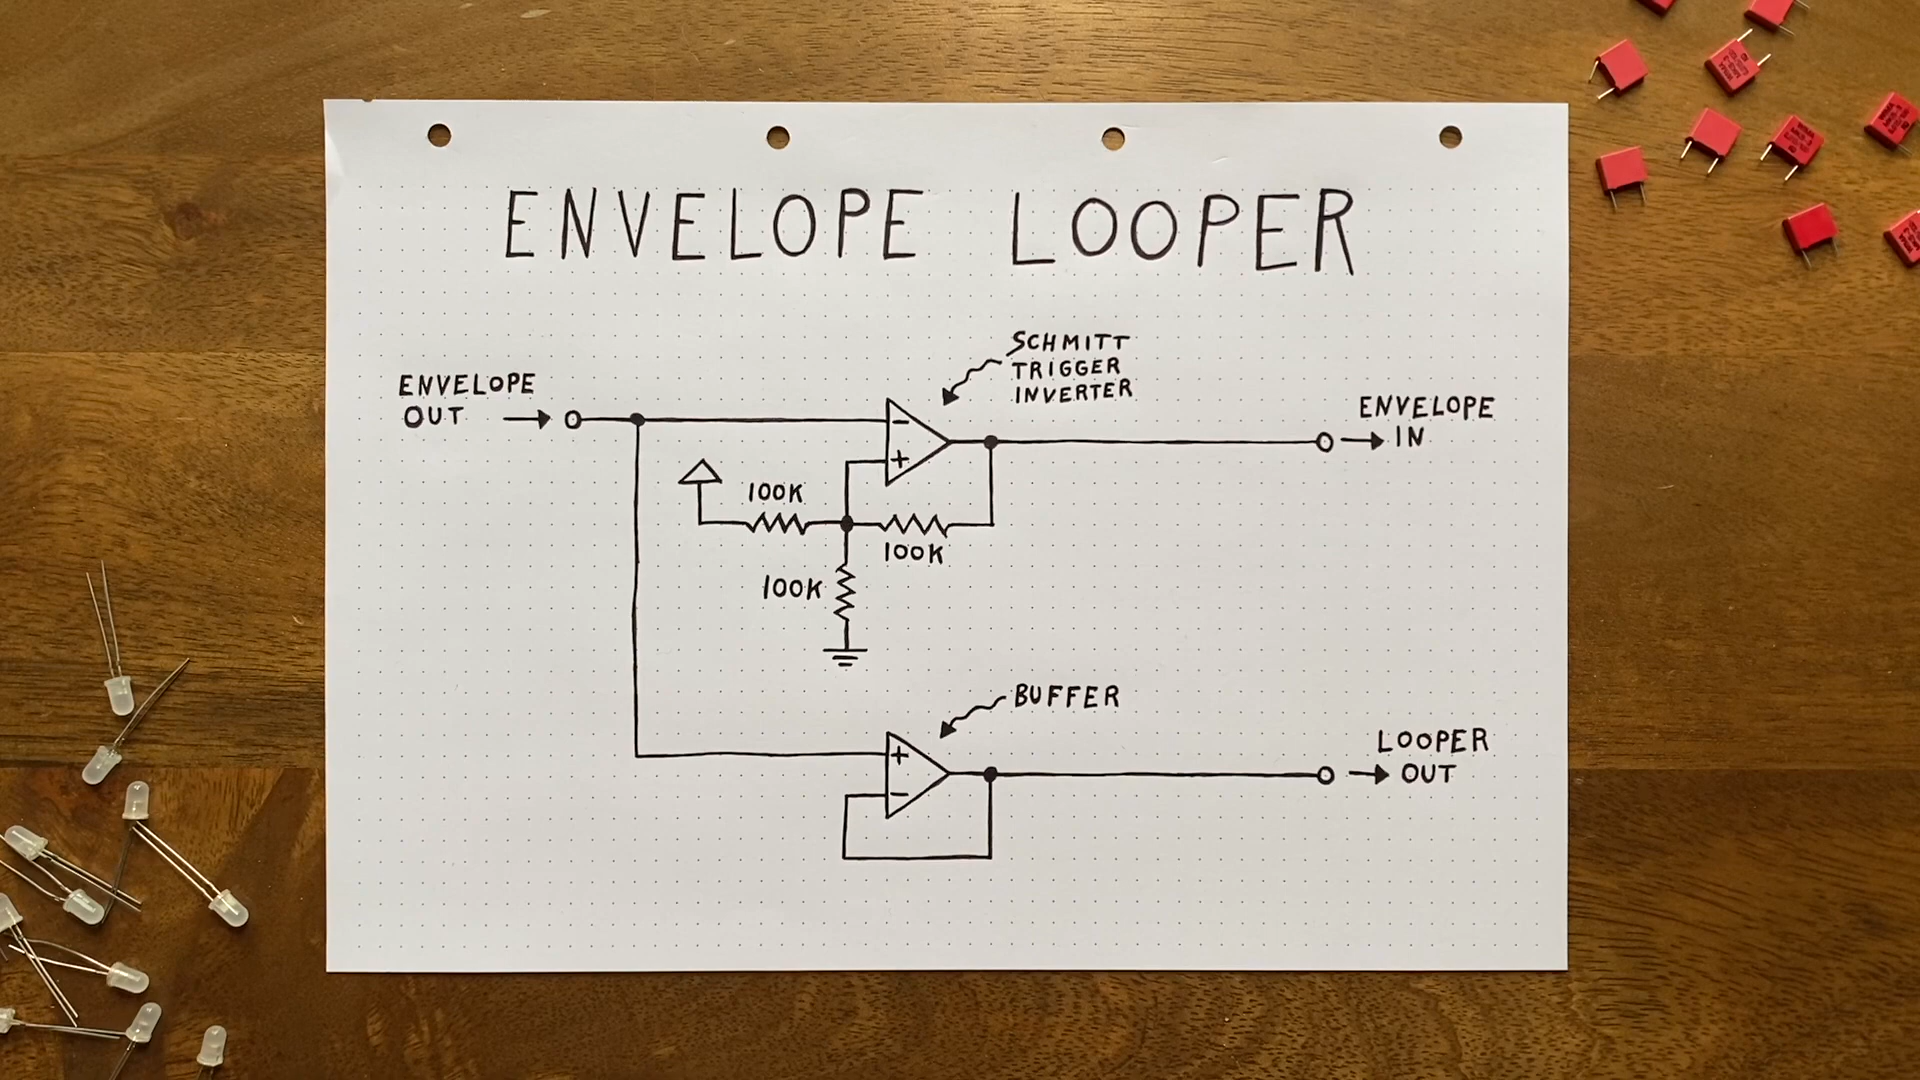 ENVELOPE LOOPER
SCHMITT
TRIGGER
INVERTER
ENVELOPE
OUT
ENVELOPE
IN
-
+
100K
100K
100K
BUFFER
+
-
LOOPER
OUT